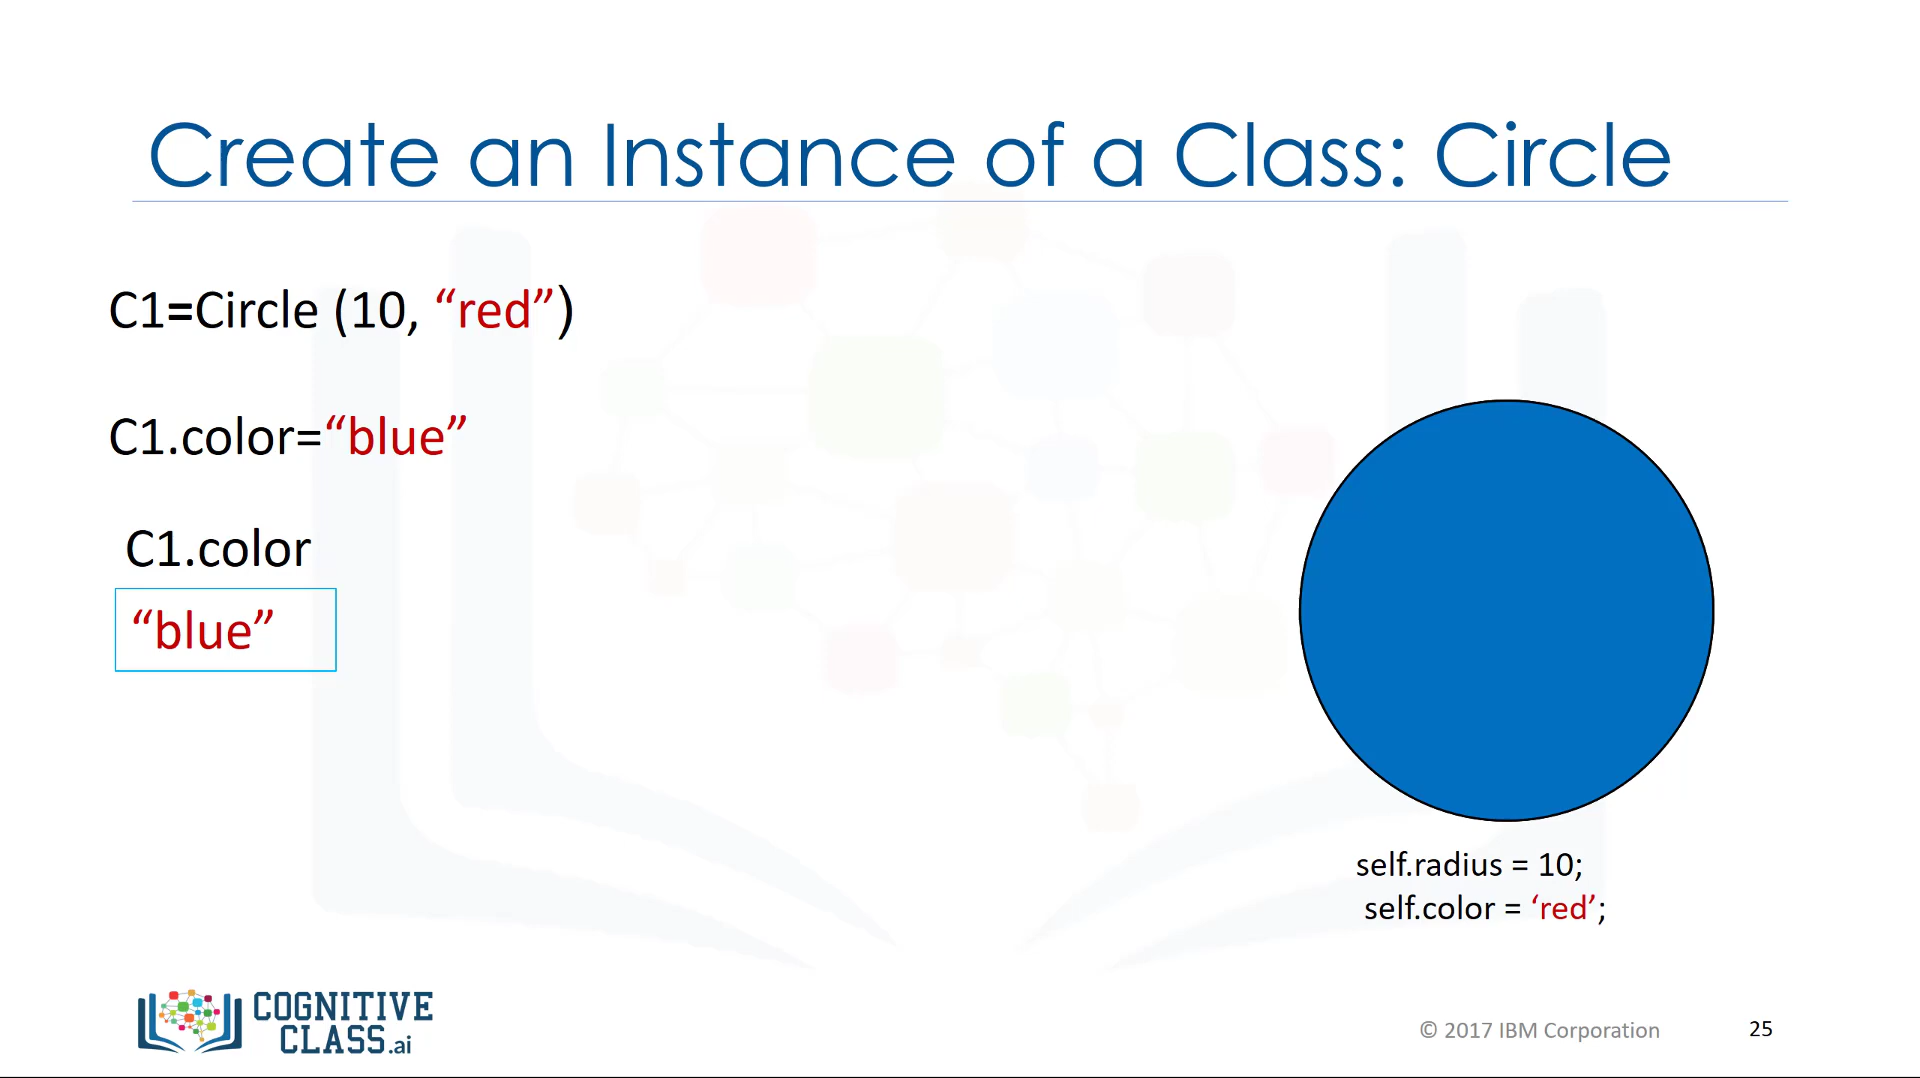 Create an Instance of a Class: Circle
C1=Circle (10, “red”)
C1.color=“blue”
C1.color
“blue”
self.radius = 10;
self.color = ‘red’;
COGNITIVE
CLASS.ai
© 2017 IBM Corporation
25